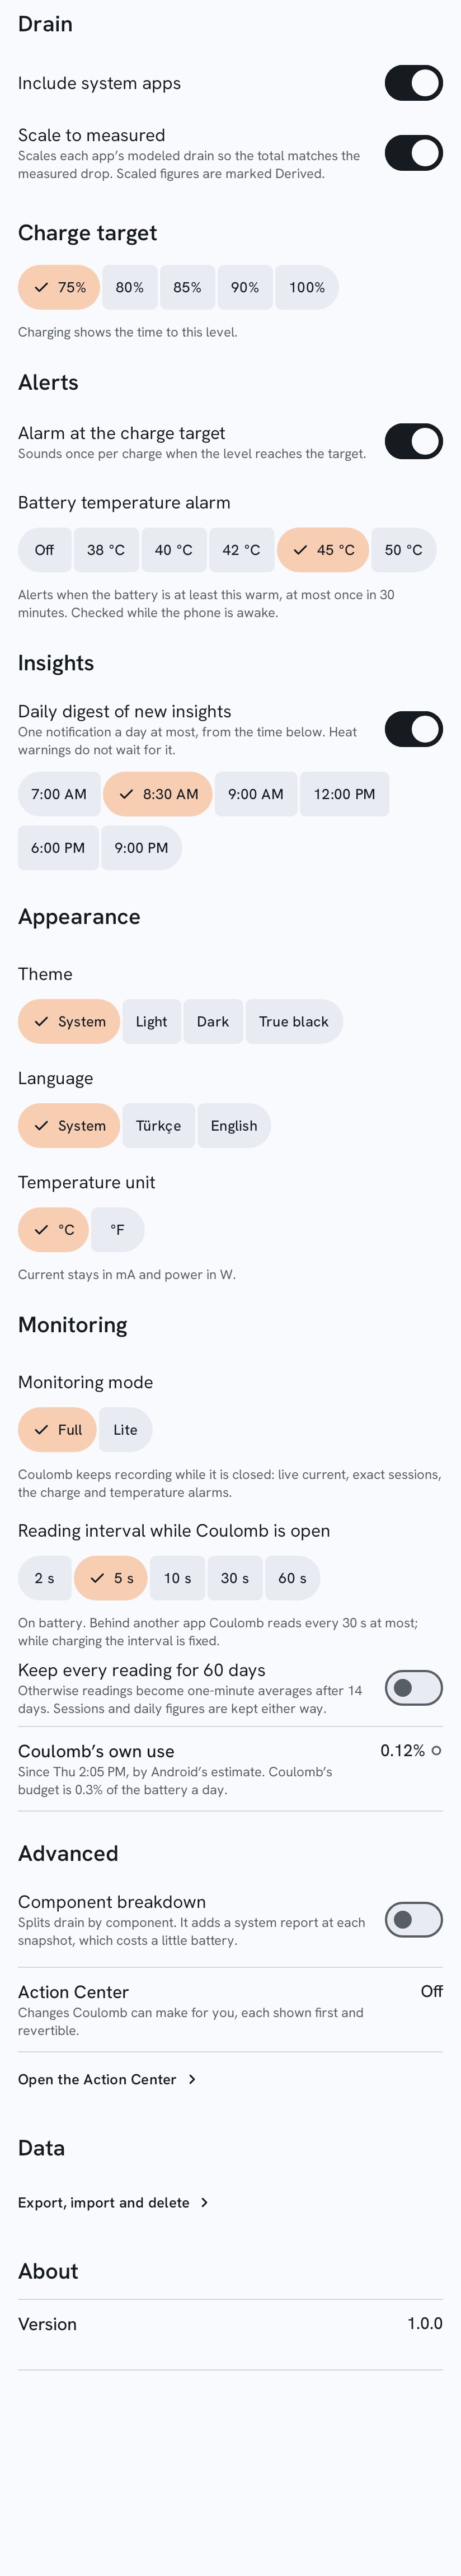 Drain
Include system apps
Scale to measured
Scales each app’s modeled drain so the total matches the
measured drop. Scaled figures are marked Derived.
Charge target
75% 80% 85% 90% 100%
Charging shows the time to this level.
Alerts
Alarm at the charge target
Sounds once per charge when the level reaches the target.
Battery temperature alarm
Off 38 °C 40 °C 42 °C 45 °C 50 °C
Alerts when the battery is at least this warm, at most once in 30
minutes. Checked while the phone is awake.
Insights
Daily digest of new insights
One notification a day at most, from the time below. Heat
warnings do not wait for it.
7:00 AM 8:30 AM 9:00 AM 12:00 PM
6:00 PM 9:00 PM
Appearance
Theme
System Light Dark True black
Language
System Türkçe English
Temperature unit
°C °F
Current stays in mA and power in W.
Monitoring
Monitoring mode
Full Lite
Coulomb keeps recording while it is closed: live current, exact sessions,
the charge and temperature alarms.
Reading interval while Coulomb is open
2 s 5 s 10 s 30 s 60 s
On battery. Behind another app Coulomb reads every 30 s at most;
while charging the interval is fixed.
Keep every reading for 60 days
Otherwise readings become one-minute averages after 14
days. Sessions and daily figures are kept either way.
Coulomb’s own use 0.12%
Since Thu 2:05 PM, by Android’s estimate. Coulomb’s
budget is 0.3% of the battery a day.
Advanced
Component breakdown
Splits drain by component. It adds a system report at each
snapshot, which costs a little battery.
Action Center Off
Changes Coulomb can make for you, each shown first and
revertible.
Open the Action Center
Data
Export, import and delete
About
Version 1.0.0